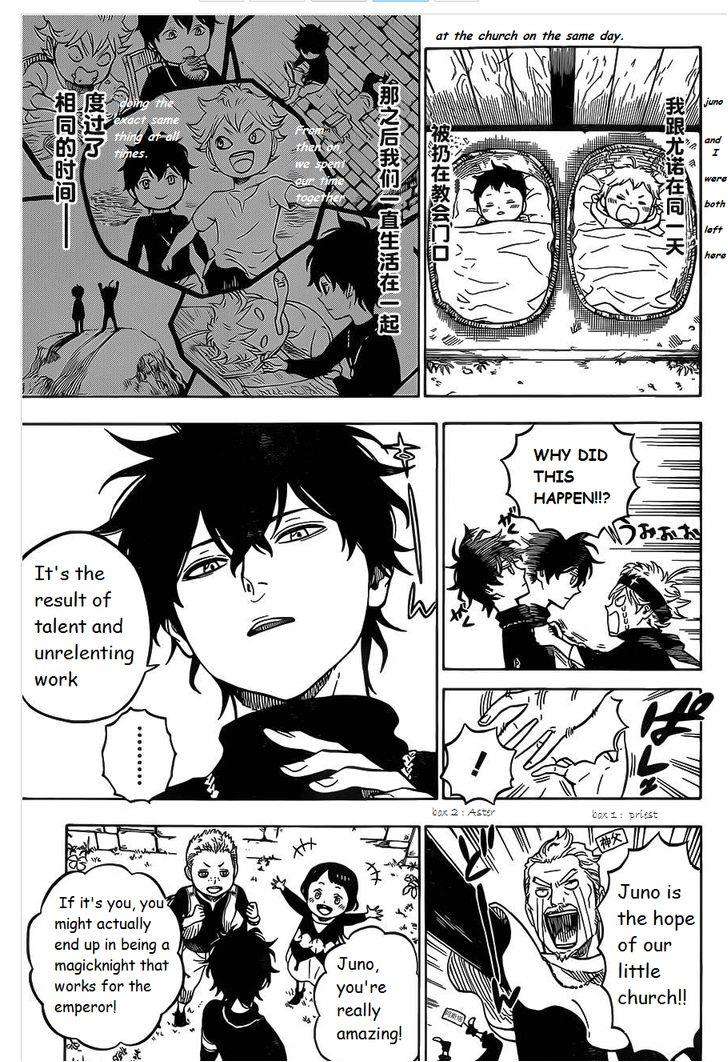 at the church on the same day.
我跟尤诺在同一天
被扔在教会门口
juno
and
I
were
both
left
here
那之后我们一直生活在一起
From
than on,
we spent
our time
together
度过了
相同的时间——
doing the
exact same
thing at all
times.
WHY DID
THIS
HAPPEN!!?
It's the
result of
talent and
unrelenting
work
........
!
box 2 : Aster
box 1 : priest
神父
Juno is
the hope
of our
little
church!!
Juno,
you're
really
amazing!
If it's you, you
might actually
end up in being a
magicknight that
works for the
emperor!